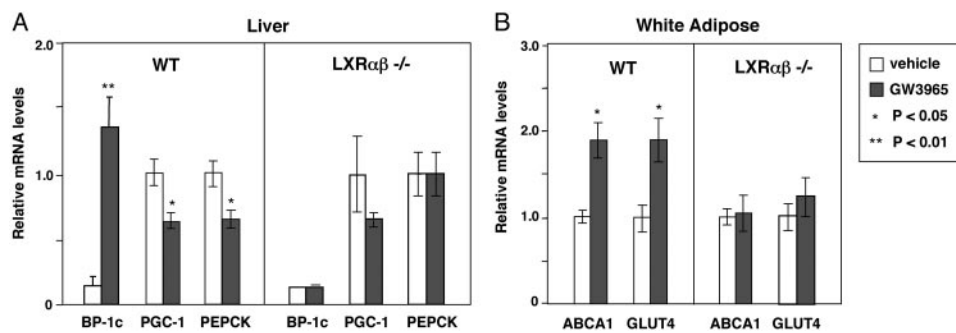 A
Liver
Relative mRNA levels
2.0
1.0
0
WT
LXRαβ -/-
**
*
*
BP-1c PGC-1 PEPCK BP-1c PGC-1 PEPCK
B
White Adipose
Relative mRNA levels
3.0
2.0
1.0
0.0
WT
LXRαβ -/-
*
*
ABCA1 GLUT4 ABCA1 GLUT4
vehicle
GW3965
* P < 0.05
** P < 0.01